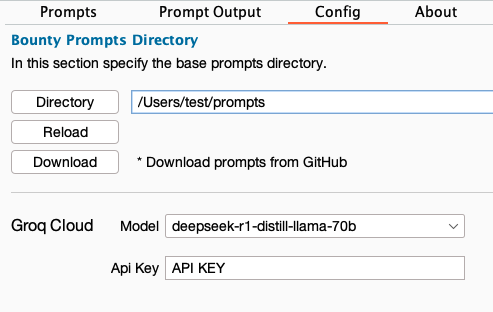 Prompts Prompt Output Config About
Bounty Prompts Directory
In this section specify the base prompts directory.
Directory /Users/test/prompts
Reload
Download * Download prompts from GitHub
Groq Cloud Model deepseek-r1-distill-llama-70b
Api Key API KEY